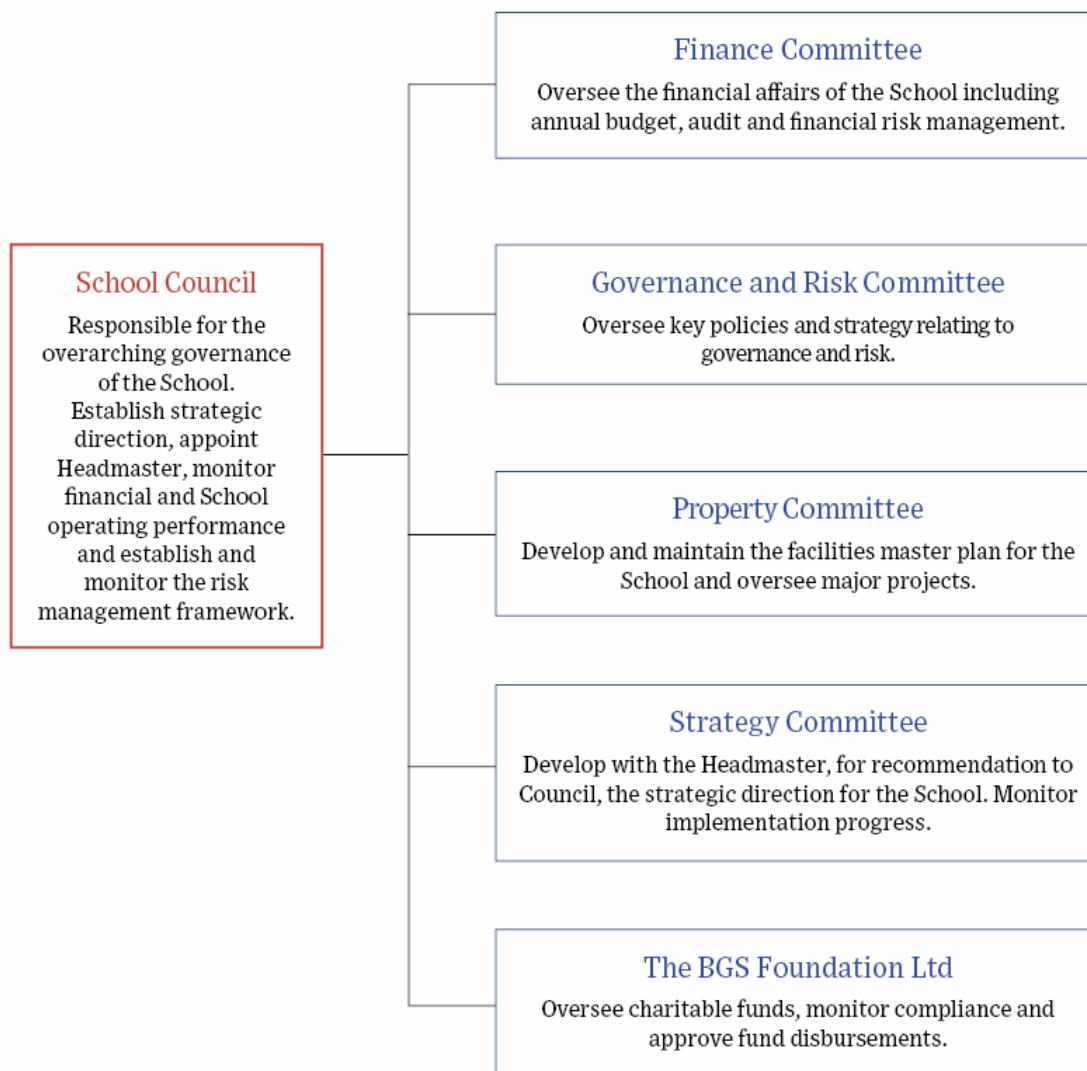 Finance Committee
Oversee the financial affairs of the School including
annual budget, audit and financial risk management.
School Council
Responsible for the
overarching governance
of the School.
Establish strategic
direction, appoint
Headmaster, monitor
financial and School
operating performance
and establish and
monitor the risk
management framework.
Governance and Risk Committee
Oversee key policies and strategy relating to
governance and risk.
Property Committee
Develop and maintain the facilities master plan for the
School and oversee major projects.
Strategy Committee
Develop with the Headmaster, for recommendation to
Council, the strategic direction for the School. Monitor
implementation progress.
The BGS Foundation Ltd
Oversee charitable funds, monitor compliance and
approve fund disbursements.